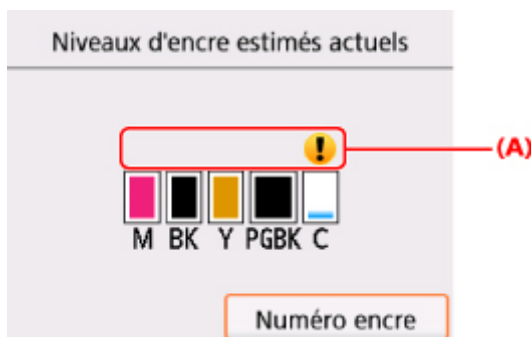 Niveaux d'encre estimés actuels
! (A)
M BK Y PGBK C
Numéro encre